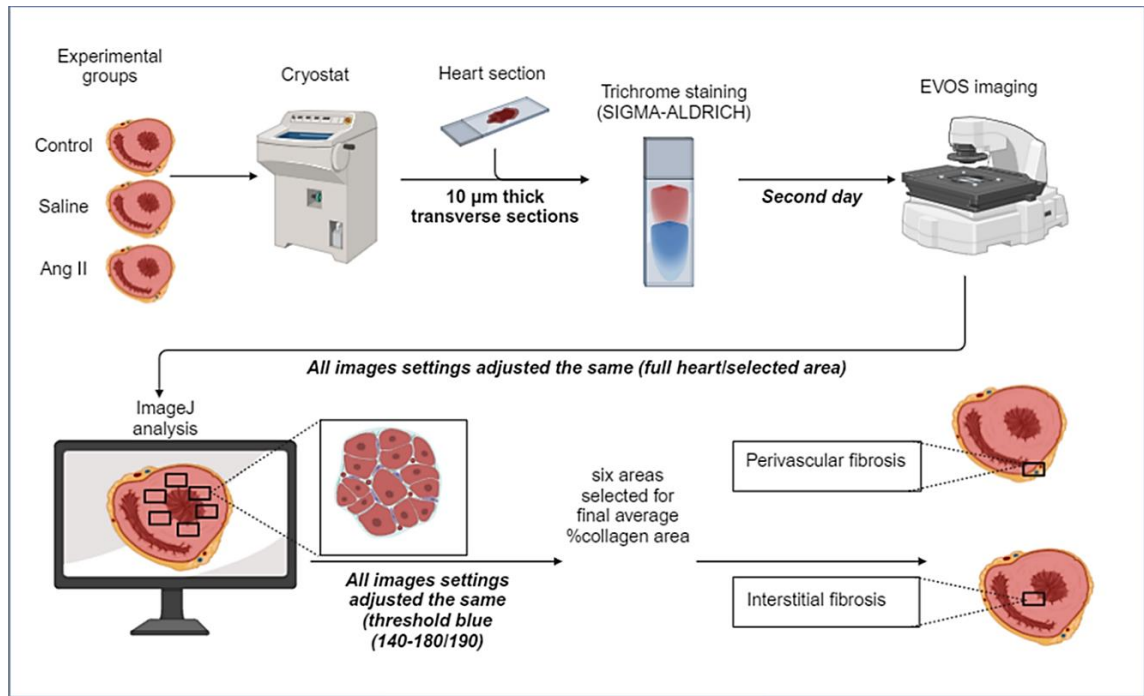 Experimental
groups
Control
Saline
Ang II
Cryostat
Heart section
10 µm thick
transverse sections
Trichrome staining
(SIGMA-ALDRICH)
Second day
EVOS imaging
All images settings adjusted the same (full heart/selected area)
ImageJ
analysis
All images settings
adjusted the same
(threshold blue
(140-180/190)
six areas
selected for
final average
%collagen area
Perivascular fibrosis
Interstitial fibrosis